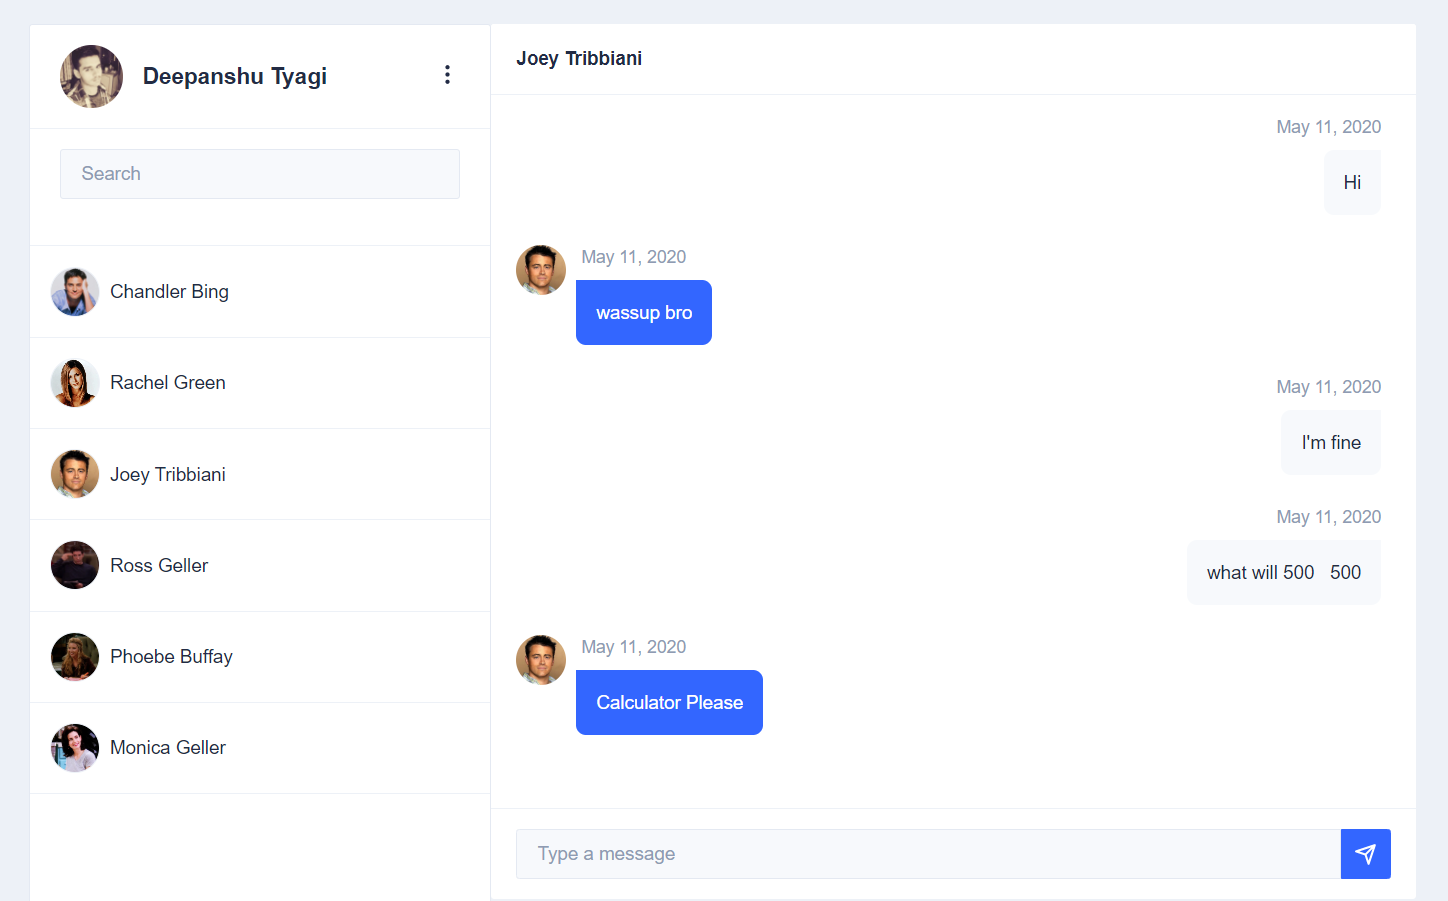 Deepanshu Tyagi
Search
Chandler Bing
Rachel Green
Joey Tribbiani
Ross Geller
Phoebe Buffay
Monica Geller
Joey Tribbiani
May 11, 2020
Hi
May 11, 2020
wassup bro
May 11, 2020
I'm fine
May 11, 2020
what will 500   500
May 11, 2020
Calculator Please
Type a message